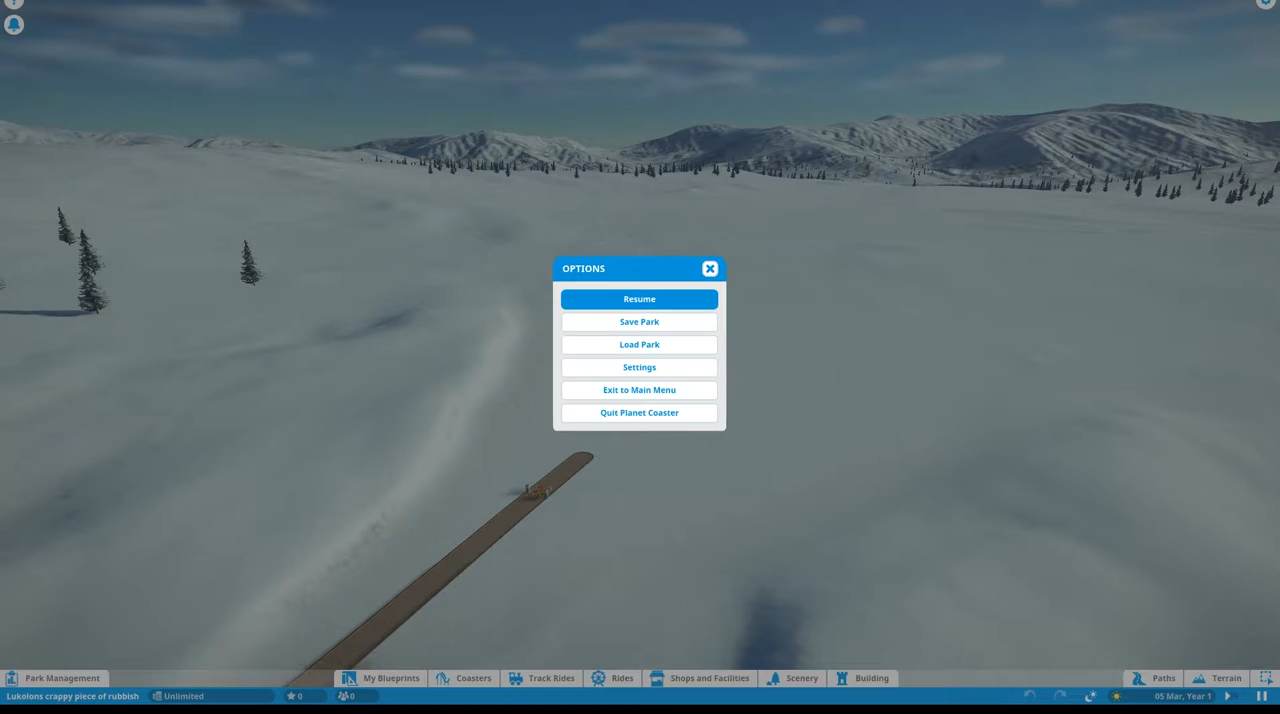 OPTIONS
Resume
Save Park
Load Park
Settings
Exit to Main Menu
Quit Planet Coaster
Park Management
My Blueprints
Coasters
Track Rides
Rides
Shops and Facilities
Scenery
Building
Paths
Terrain
Lukolons crappy piece of rubbish
Unlimited
0
0
05 Mar, Year 1